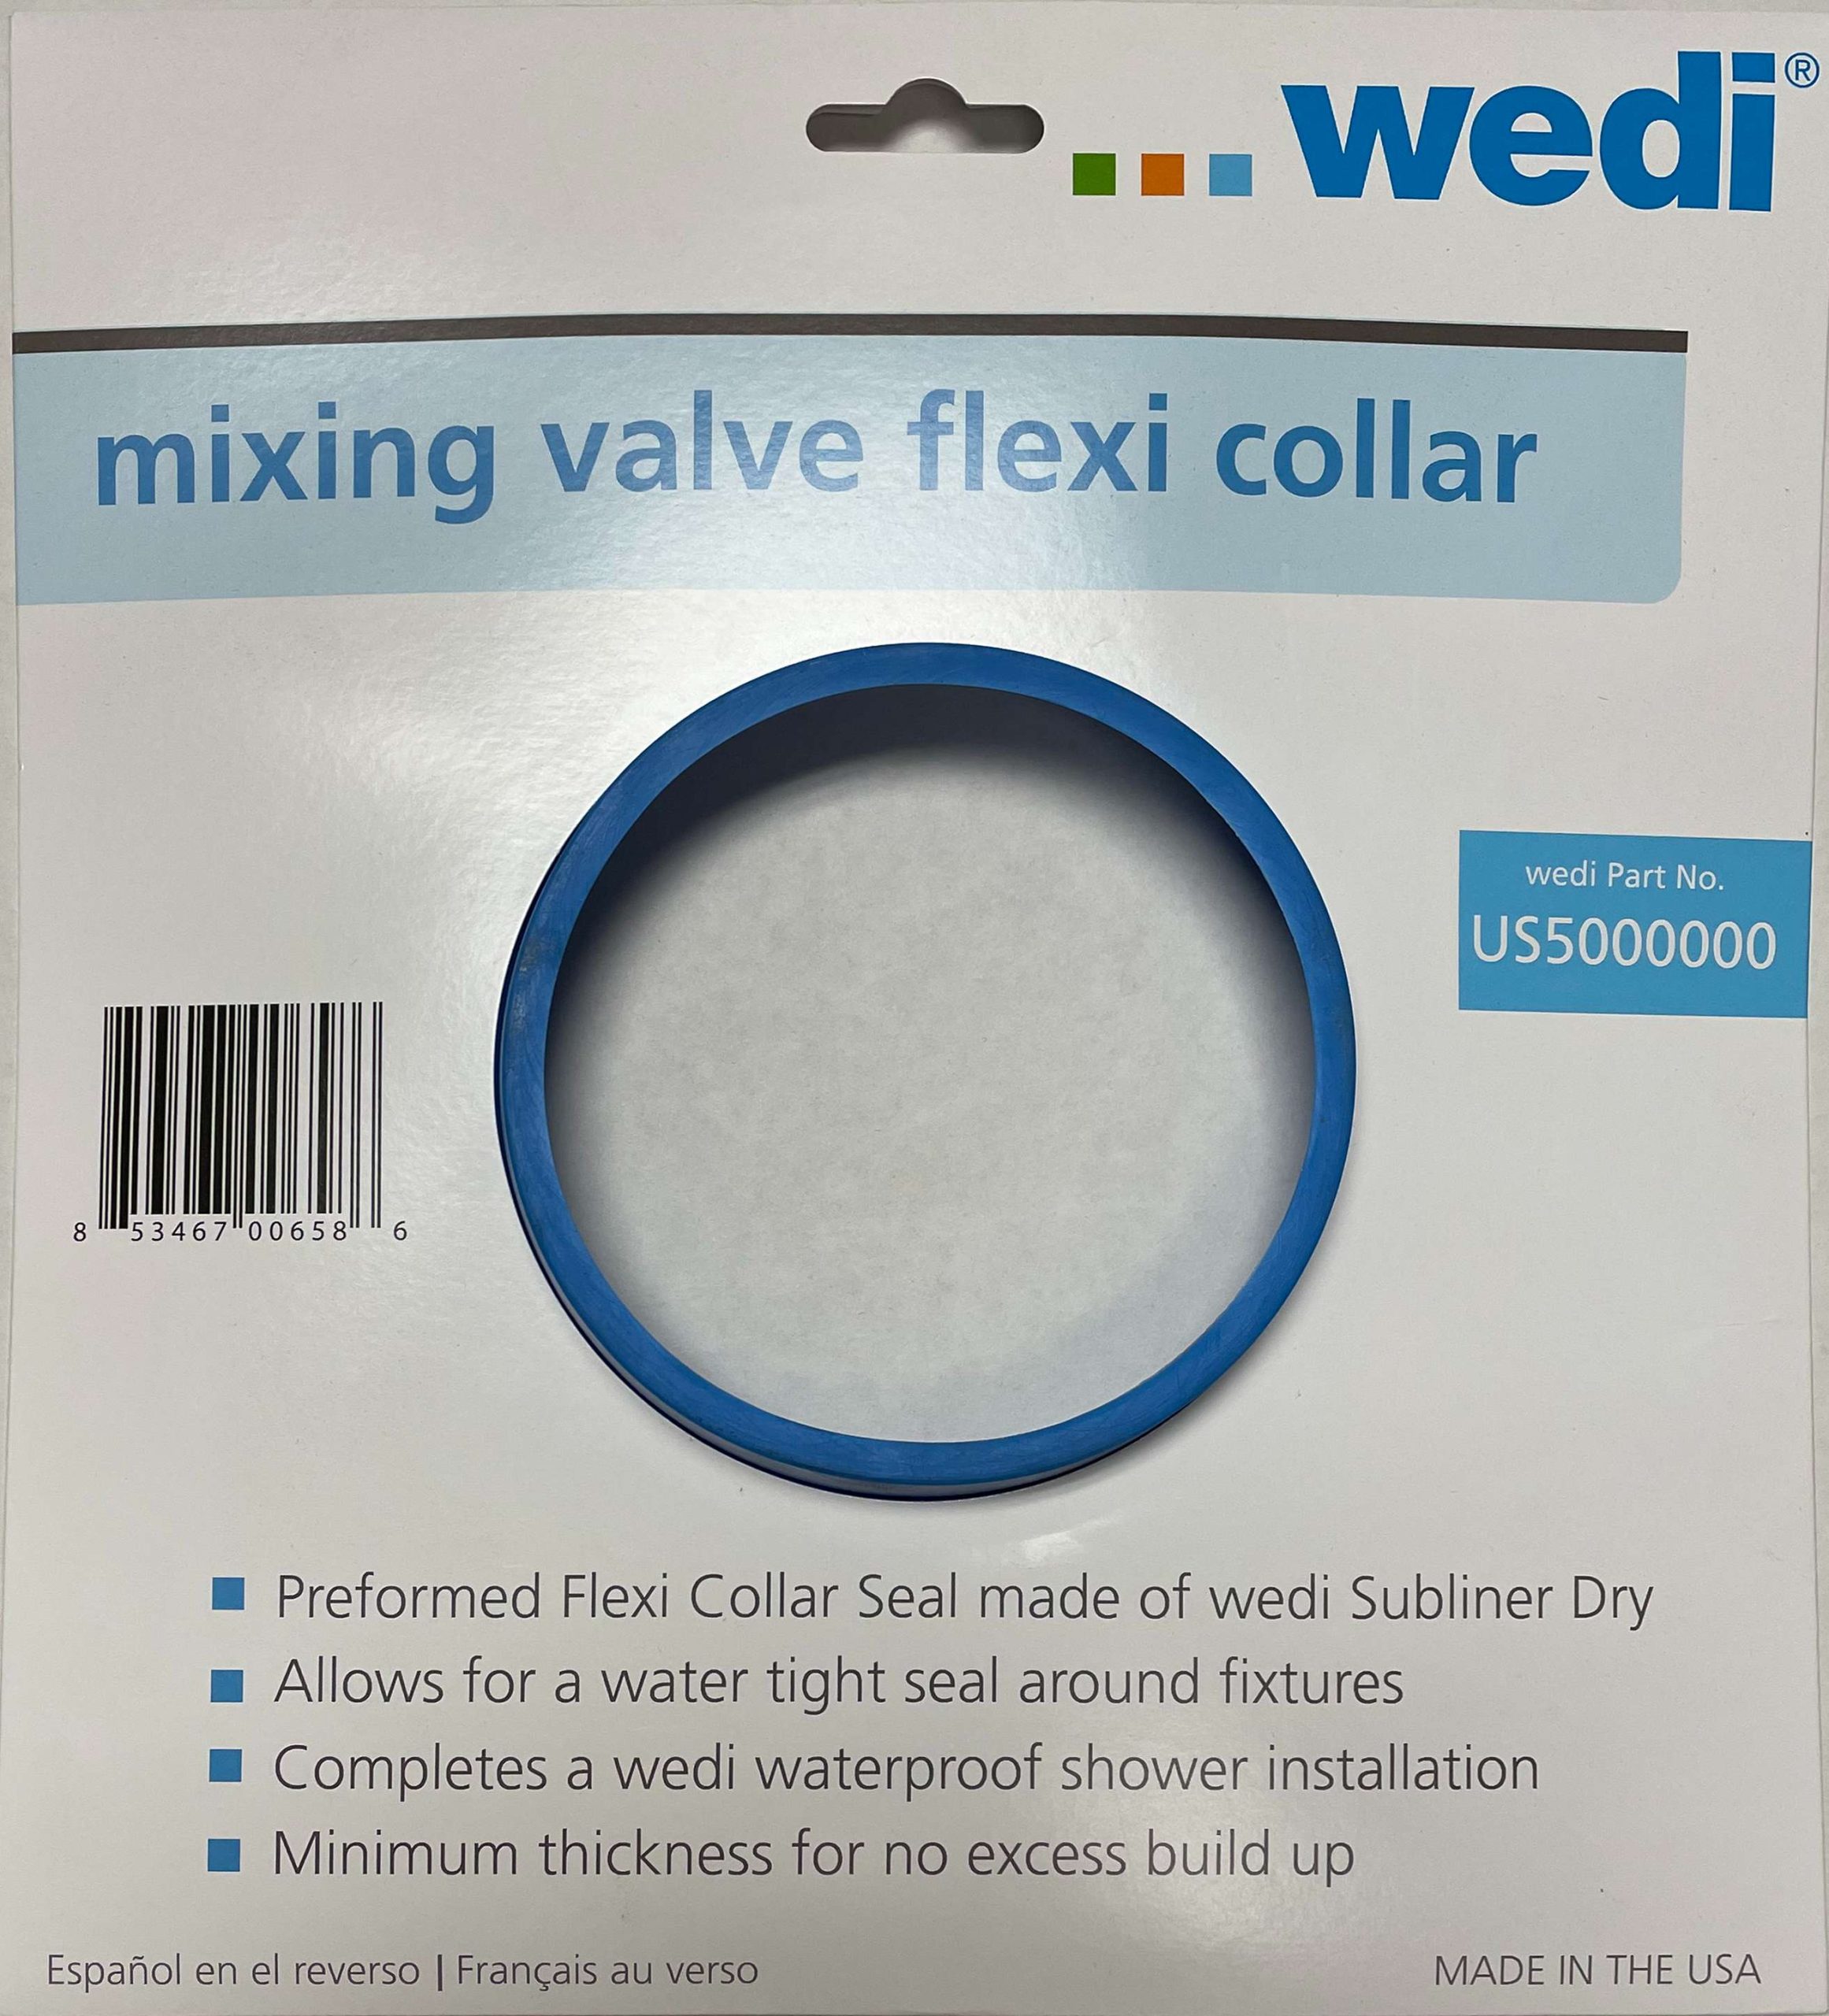 wedi®
mixing valve flexi collar
wedi Part No.
US5000000
8 53467 00658 6
■ Preformed Flexi Collar Seal made of wedi Subliner Dry
■ Allows for a water tight seal around fixtures
■ Completes a wedi waterproof shower installation
■ Minimum thickness for no excess build up
Español en el reverso | Français au verso
MADE IN THE USA